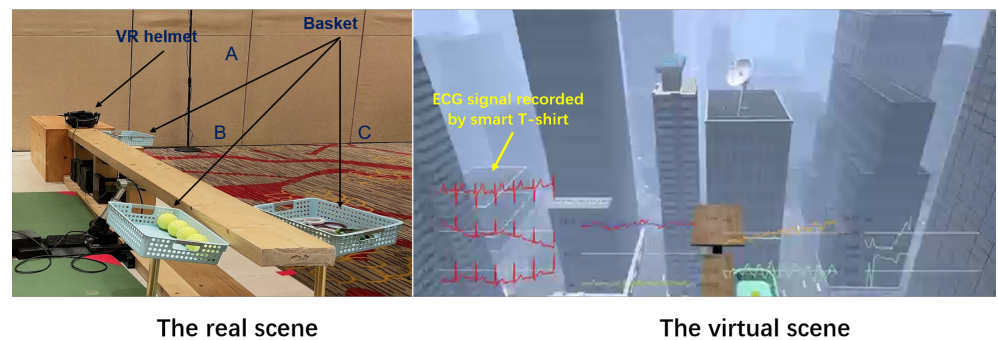 Basket
VR helmet
A
B
C
ECG signal recorded
by smart T-shirt
The real scene
The virtual scene